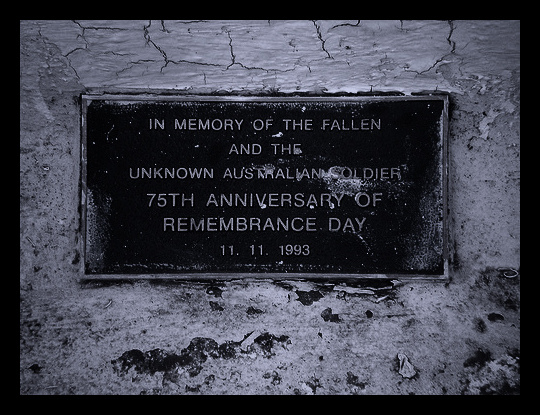 IN MEMORY OF THE FALLEN
AND THE
UNKNOWN AUSTRALIAN SOLDIER
75TH ANNIVERSARY OF
REMEMBRANCE DAY
11. 11. 1993